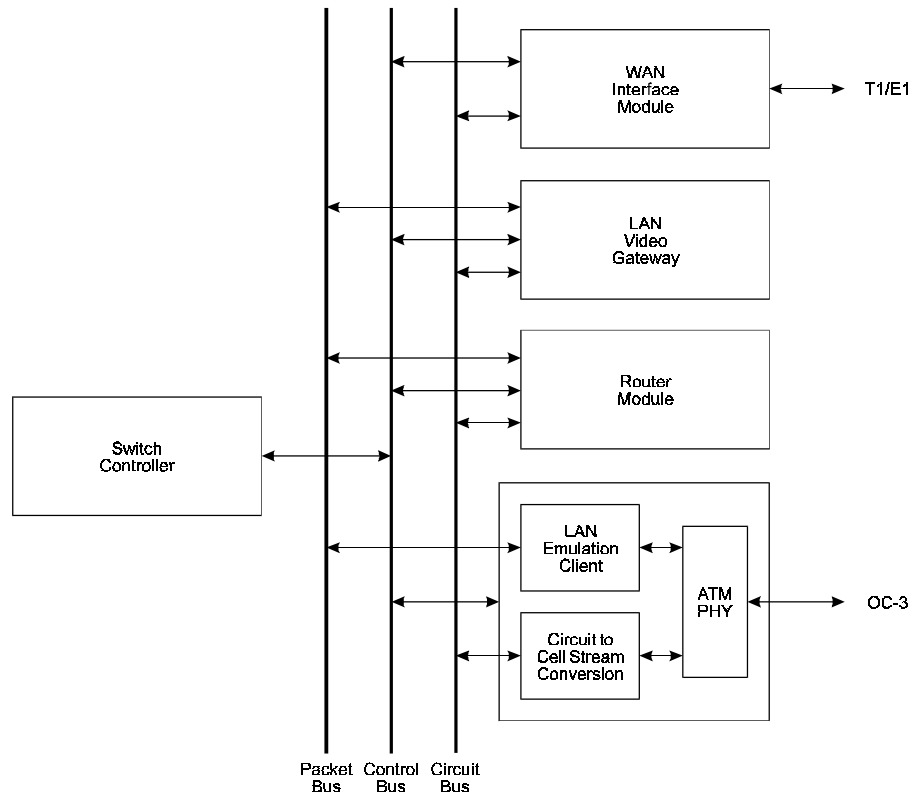 WAN
Interface
Module
T1/E1
LAN
Video
Gateway
Router
Module
Switch
Controller
LAN
Emulation
Client
ATM
PHY
OC-3
Circuit to
Cell Stream
Conversion
Packet
Bus
Control
Bus
Circuit
Bus